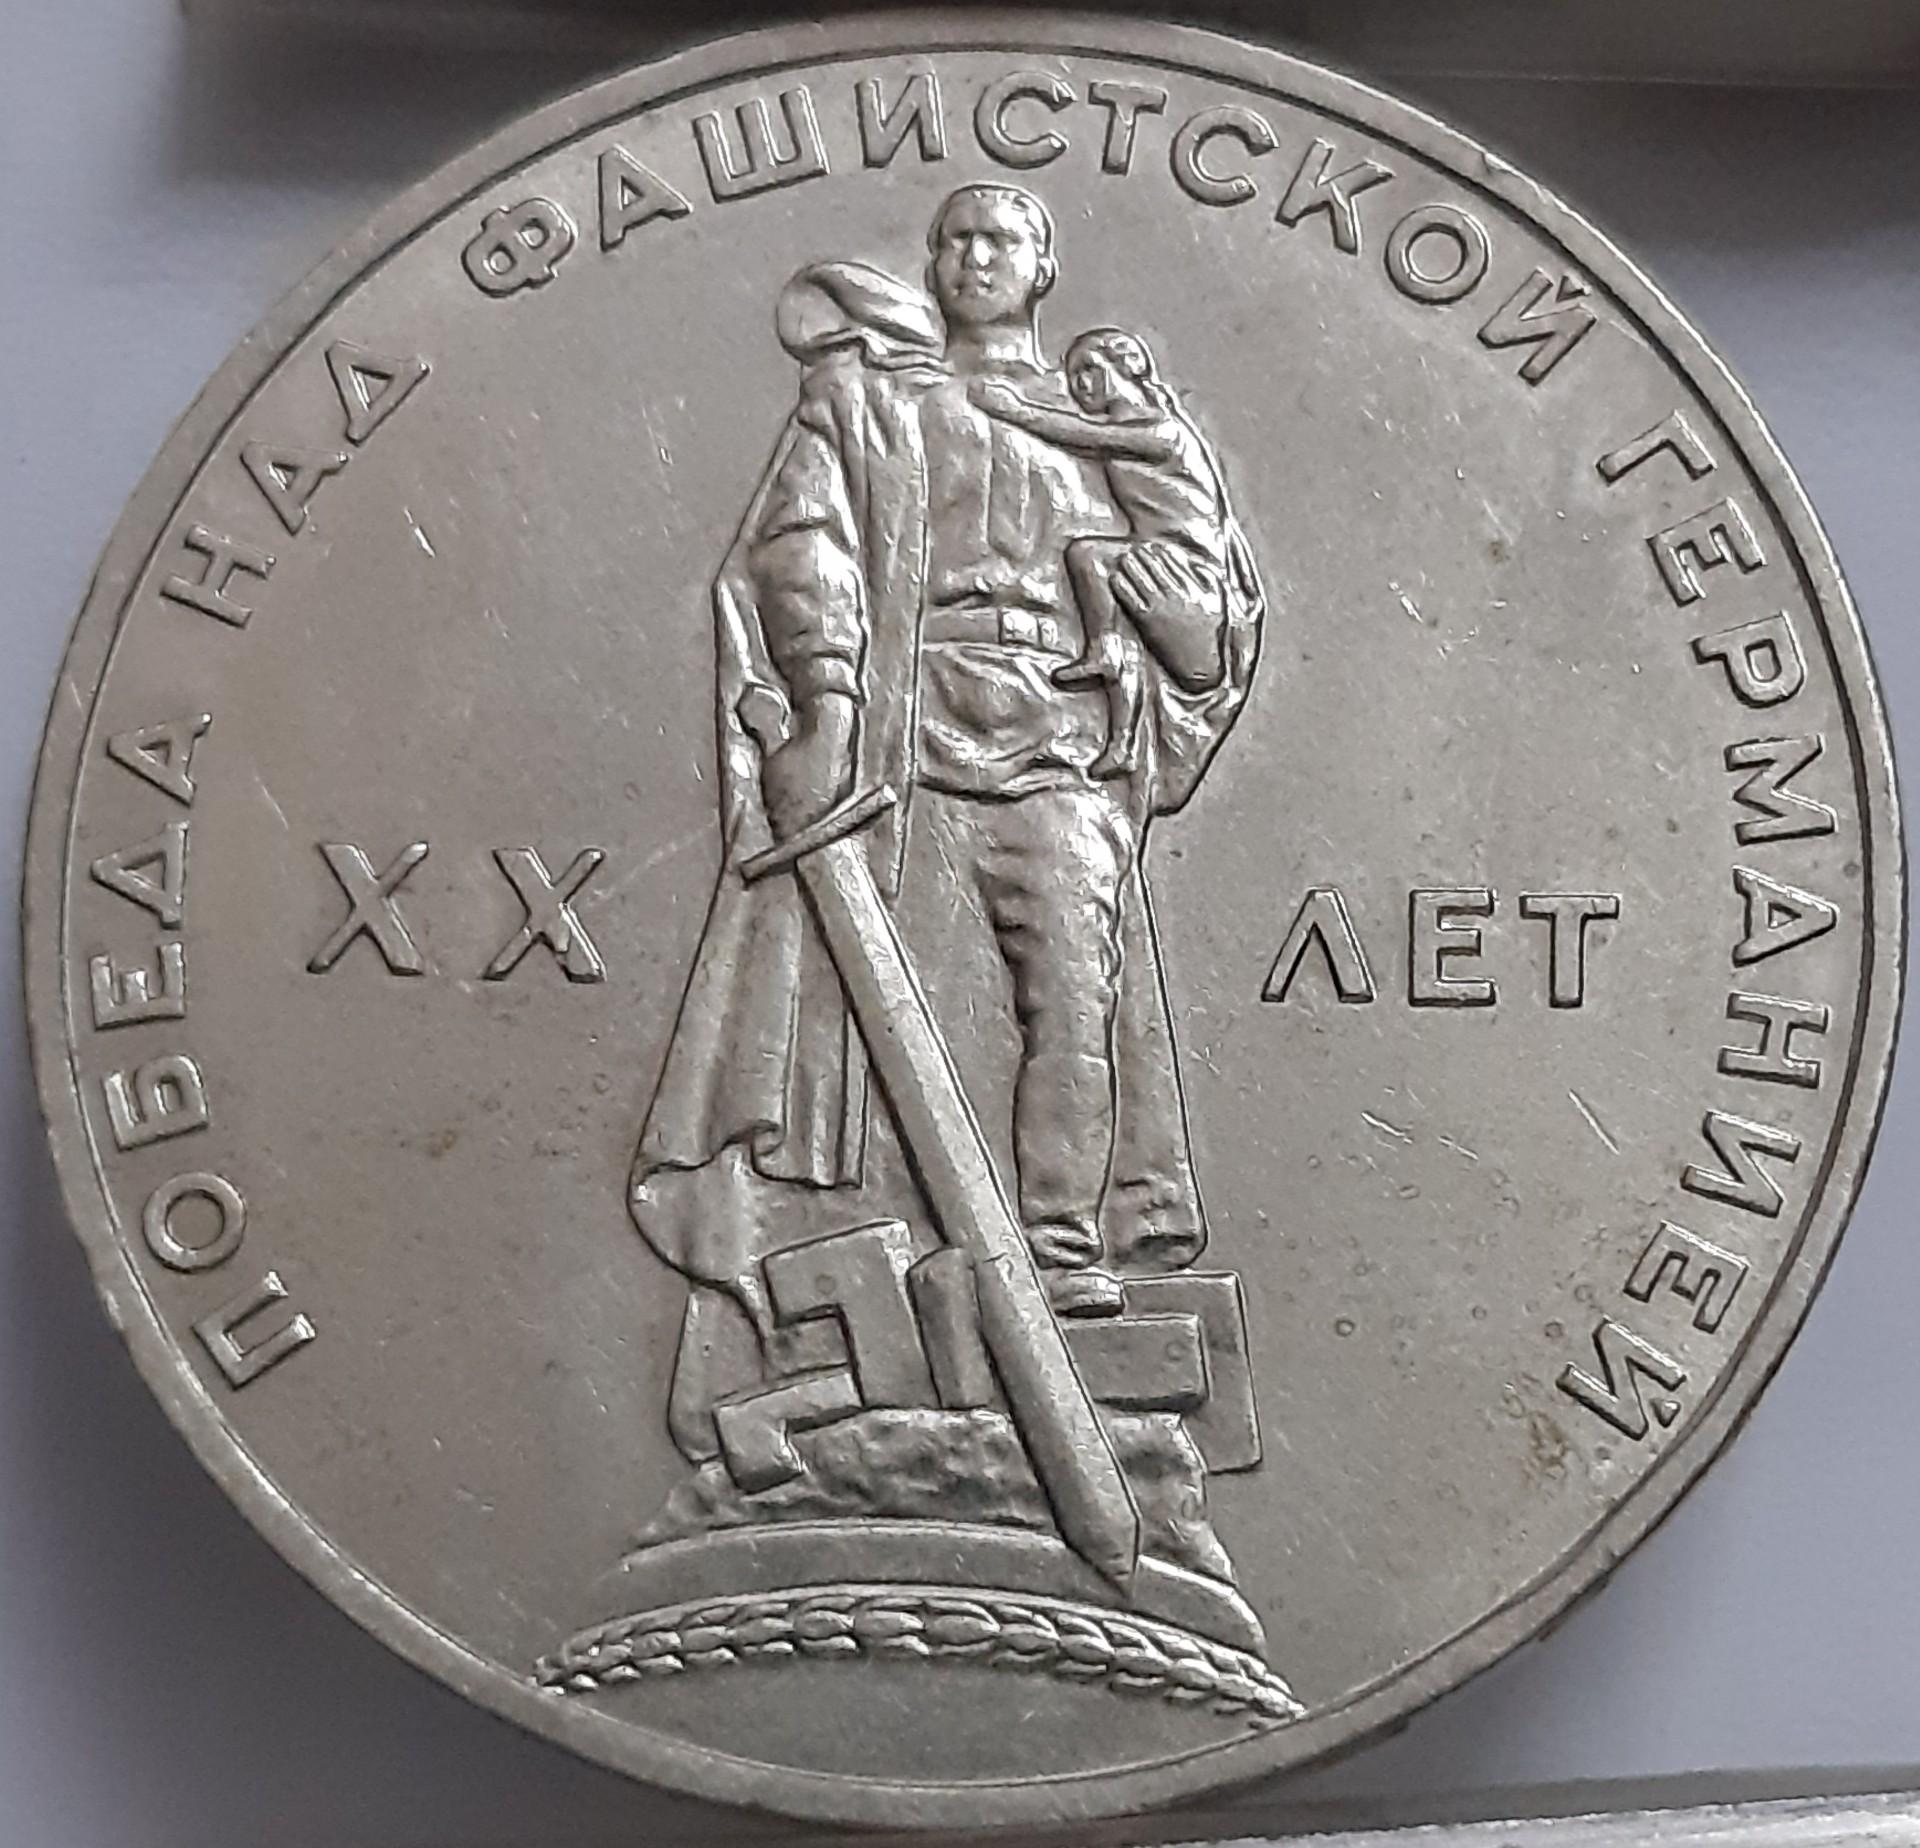 ПОБЕДА НАД ФАШИСТСКОЙ ГЕРМАНИЕЙ
XX ЛЕТ